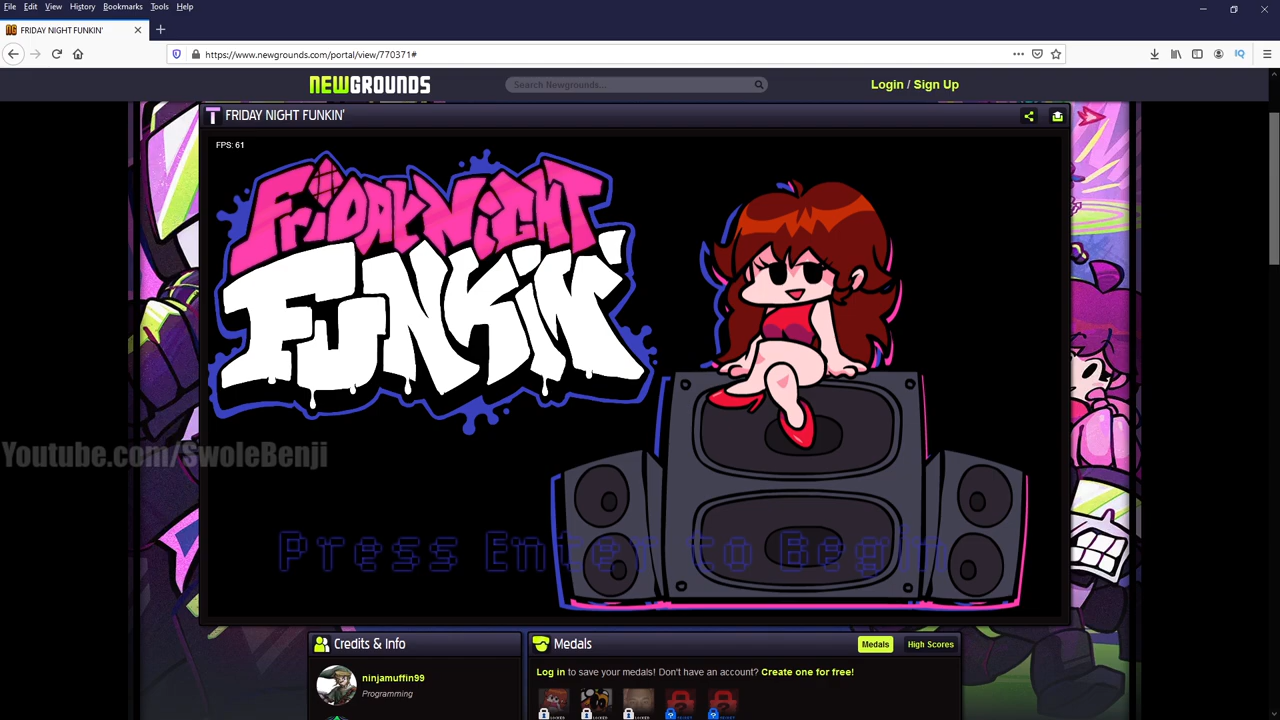 File Edit View History Bookmarks Tools Help
FRIDAY NIGHT FUNKIN'
https://www.newgrounds.com/portal/view/770371#
NEWGROUNDS
Search Newgrounds...
Login / Sign Up
FRIDAY NIGHT FUNKIN'
FPS: 61
FRiDAY NiGHT
FUNKiN'
Youtube.com/SwoleBenji
Press Enter to Begin
Credits & Info
Medals
Medals
High Scores
ninjamuffin99
Programming
Log in to save your medals! Don't have an account? Create one for free!
LOCKED
LOCKED
LOCKED